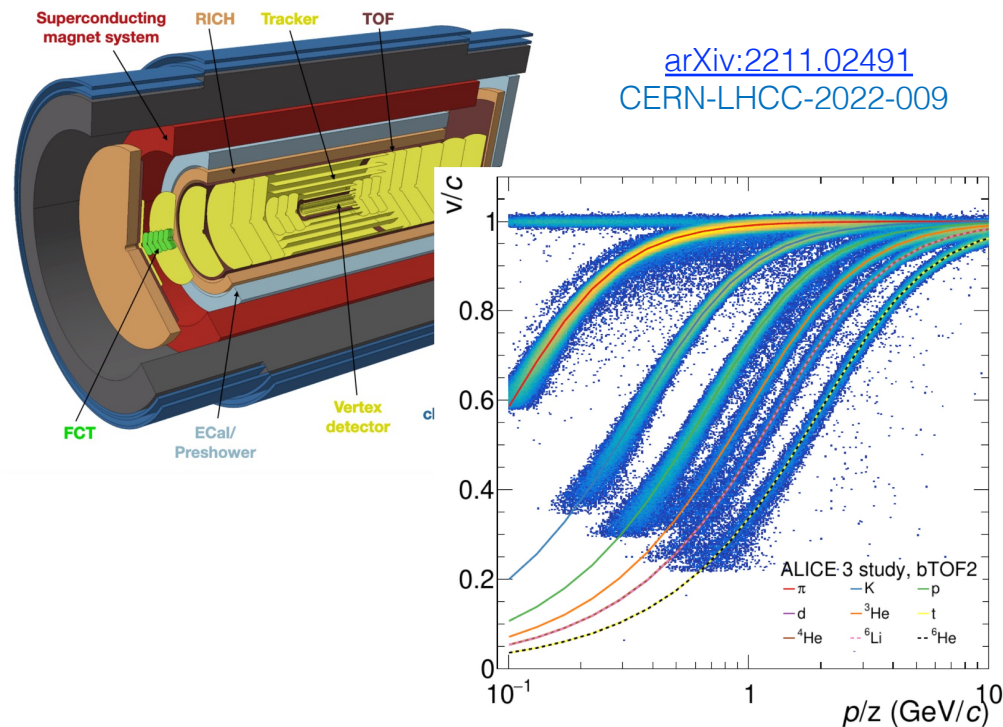 Superconducting
magnet system
RICH
Tracker
TOF
FCT
ECal/
Preshower
Vertex
detector
arXiv:2211.02491
CERN-LHCC-2022-009
v/c
1
0.8
0.6
0.4
0.2
0
ALICE 3 study, bTOF2
π K p
d ³He t
⁴He ⁶Li ⁶He
10⁻¹ 1 10
p/z (GeV/c)